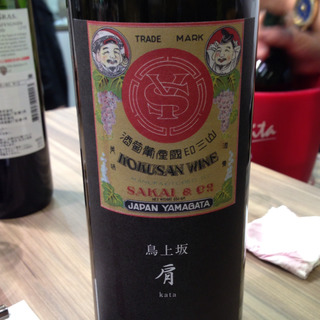 TRADE MARK
酒萄葡産國印三山
KOKUSAN WINE
SAKAI & Co
JAPAN YAMAGATA
鳥上坂
肩
kata